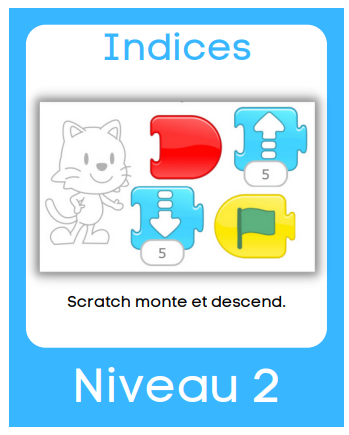 Indices
5
5
Scratch monte et descend.
Niveau 2